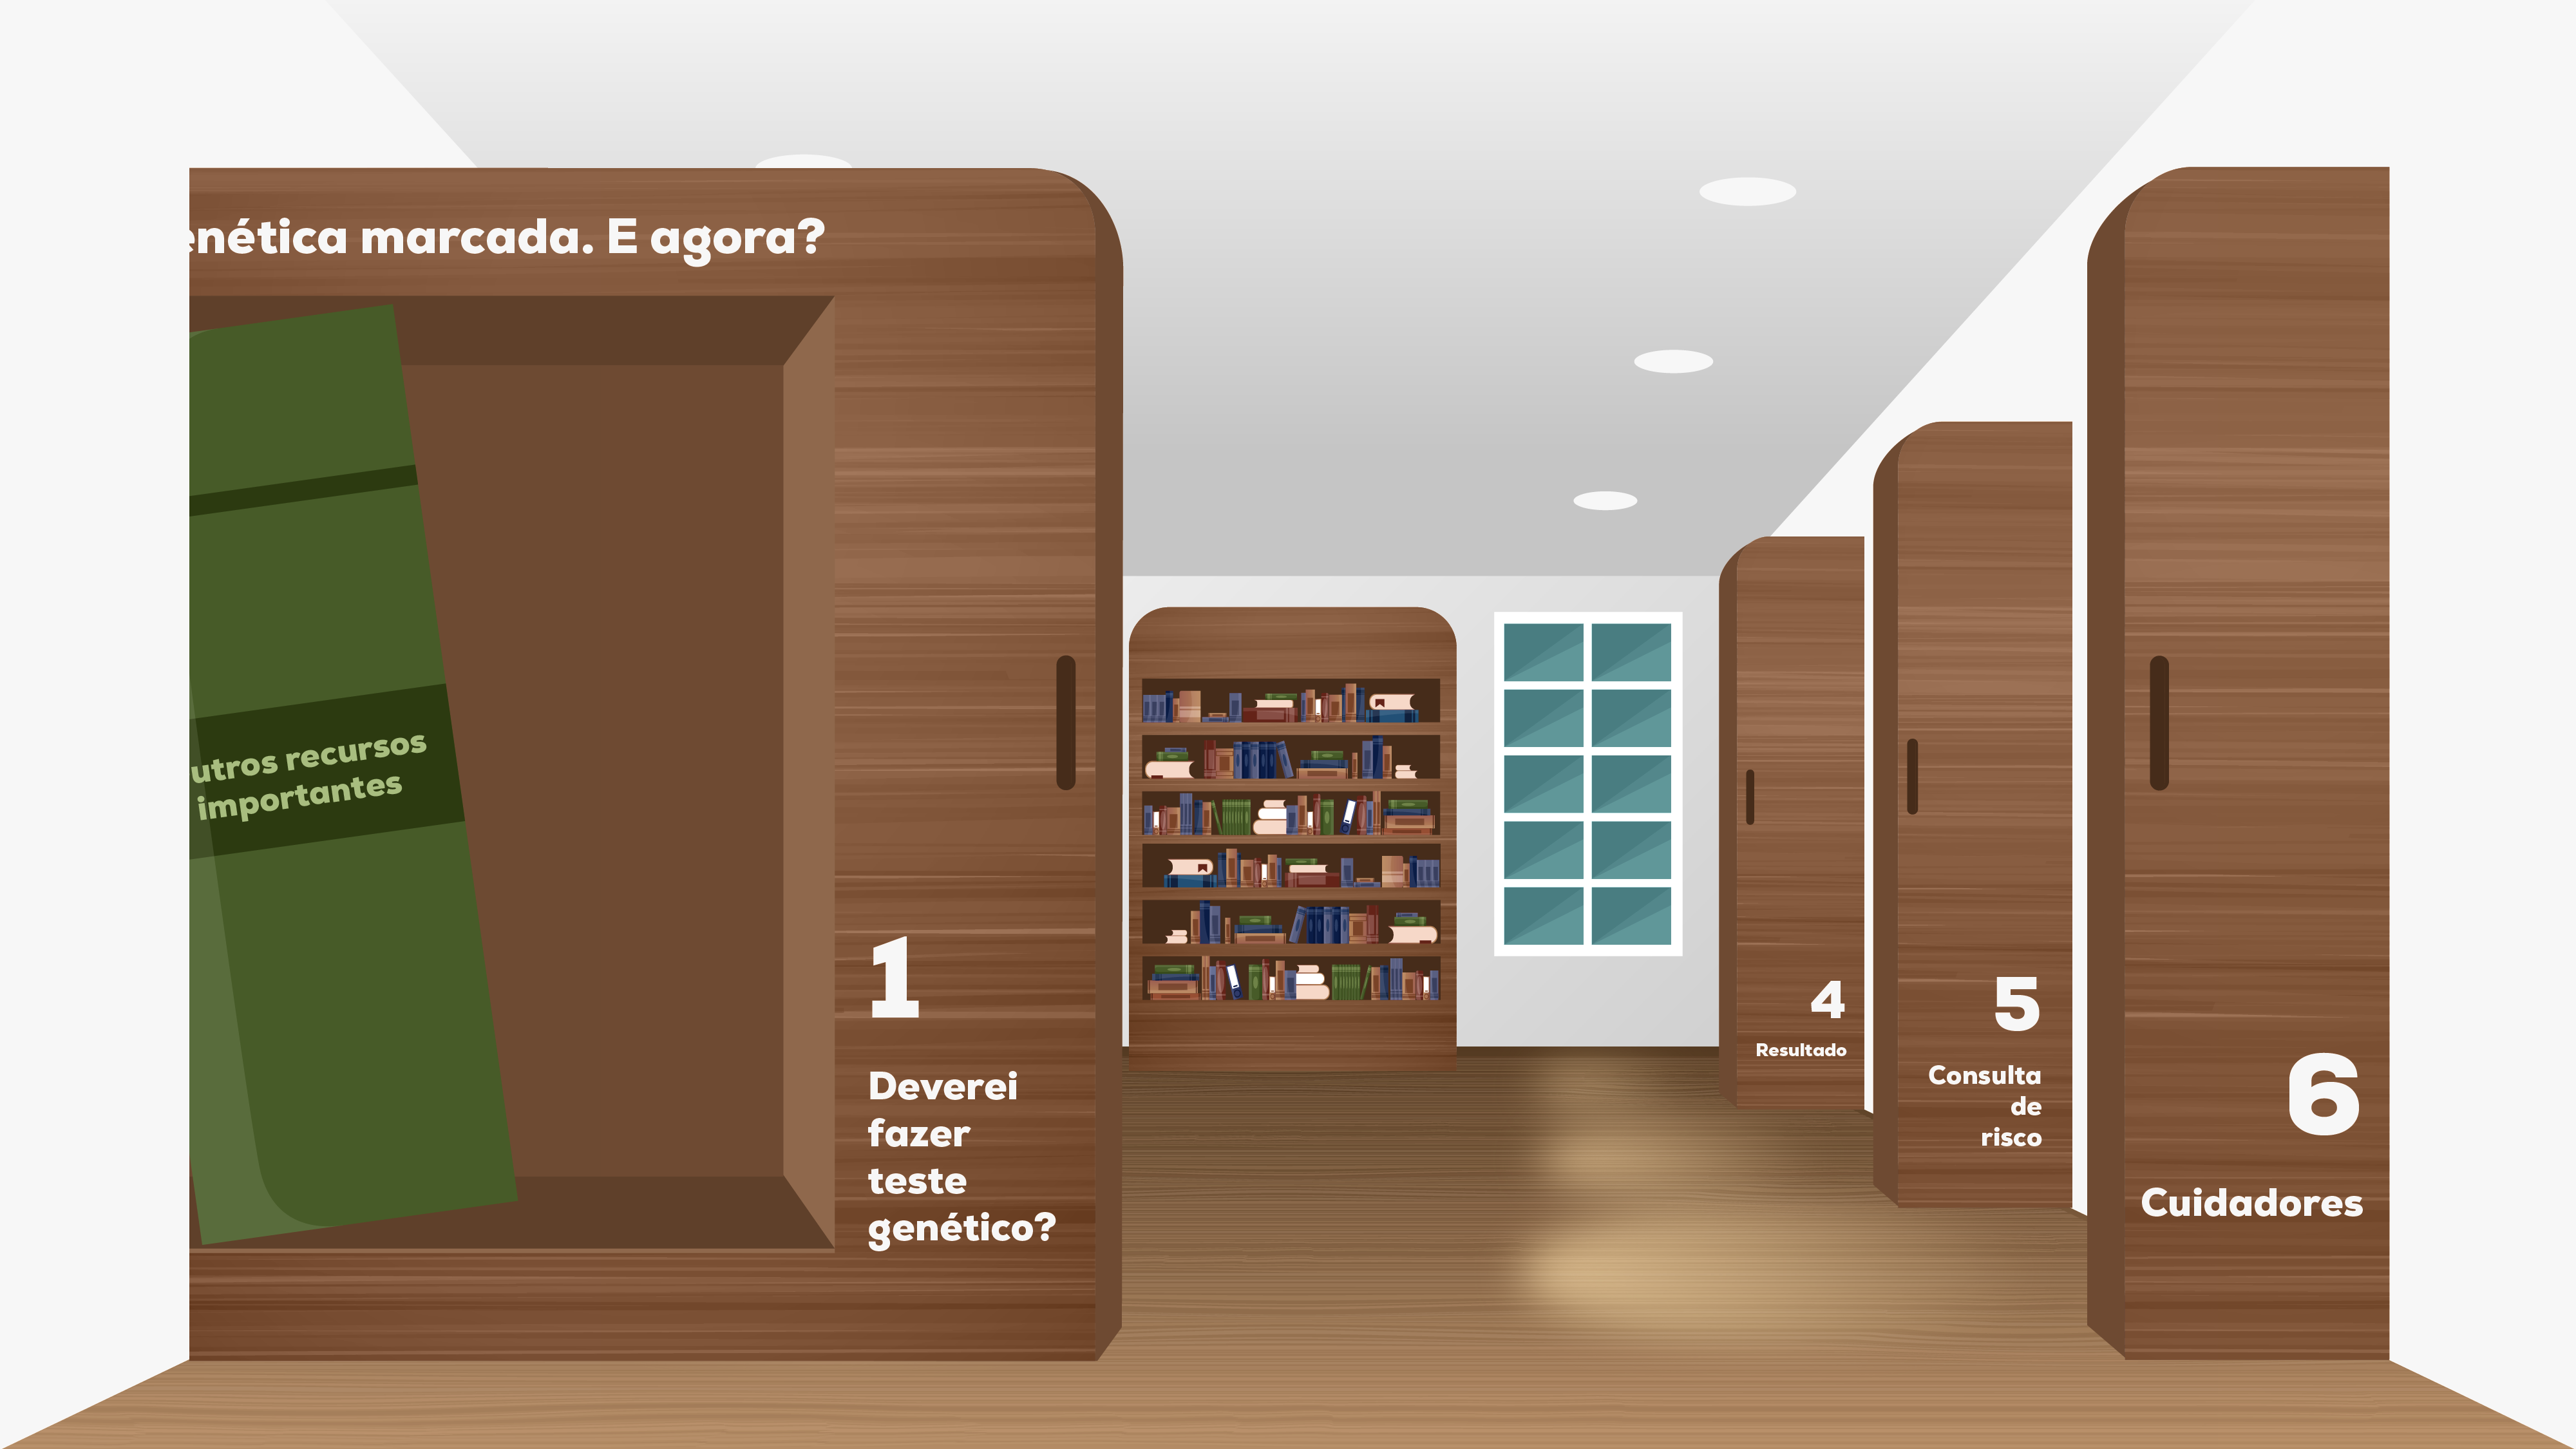 enética marcada. E agora?
utros recursos
importantes
1
Deverei
fazer
teste
genético?
4
Resultado
5
Consulta
de
risco
6
Cuidadores